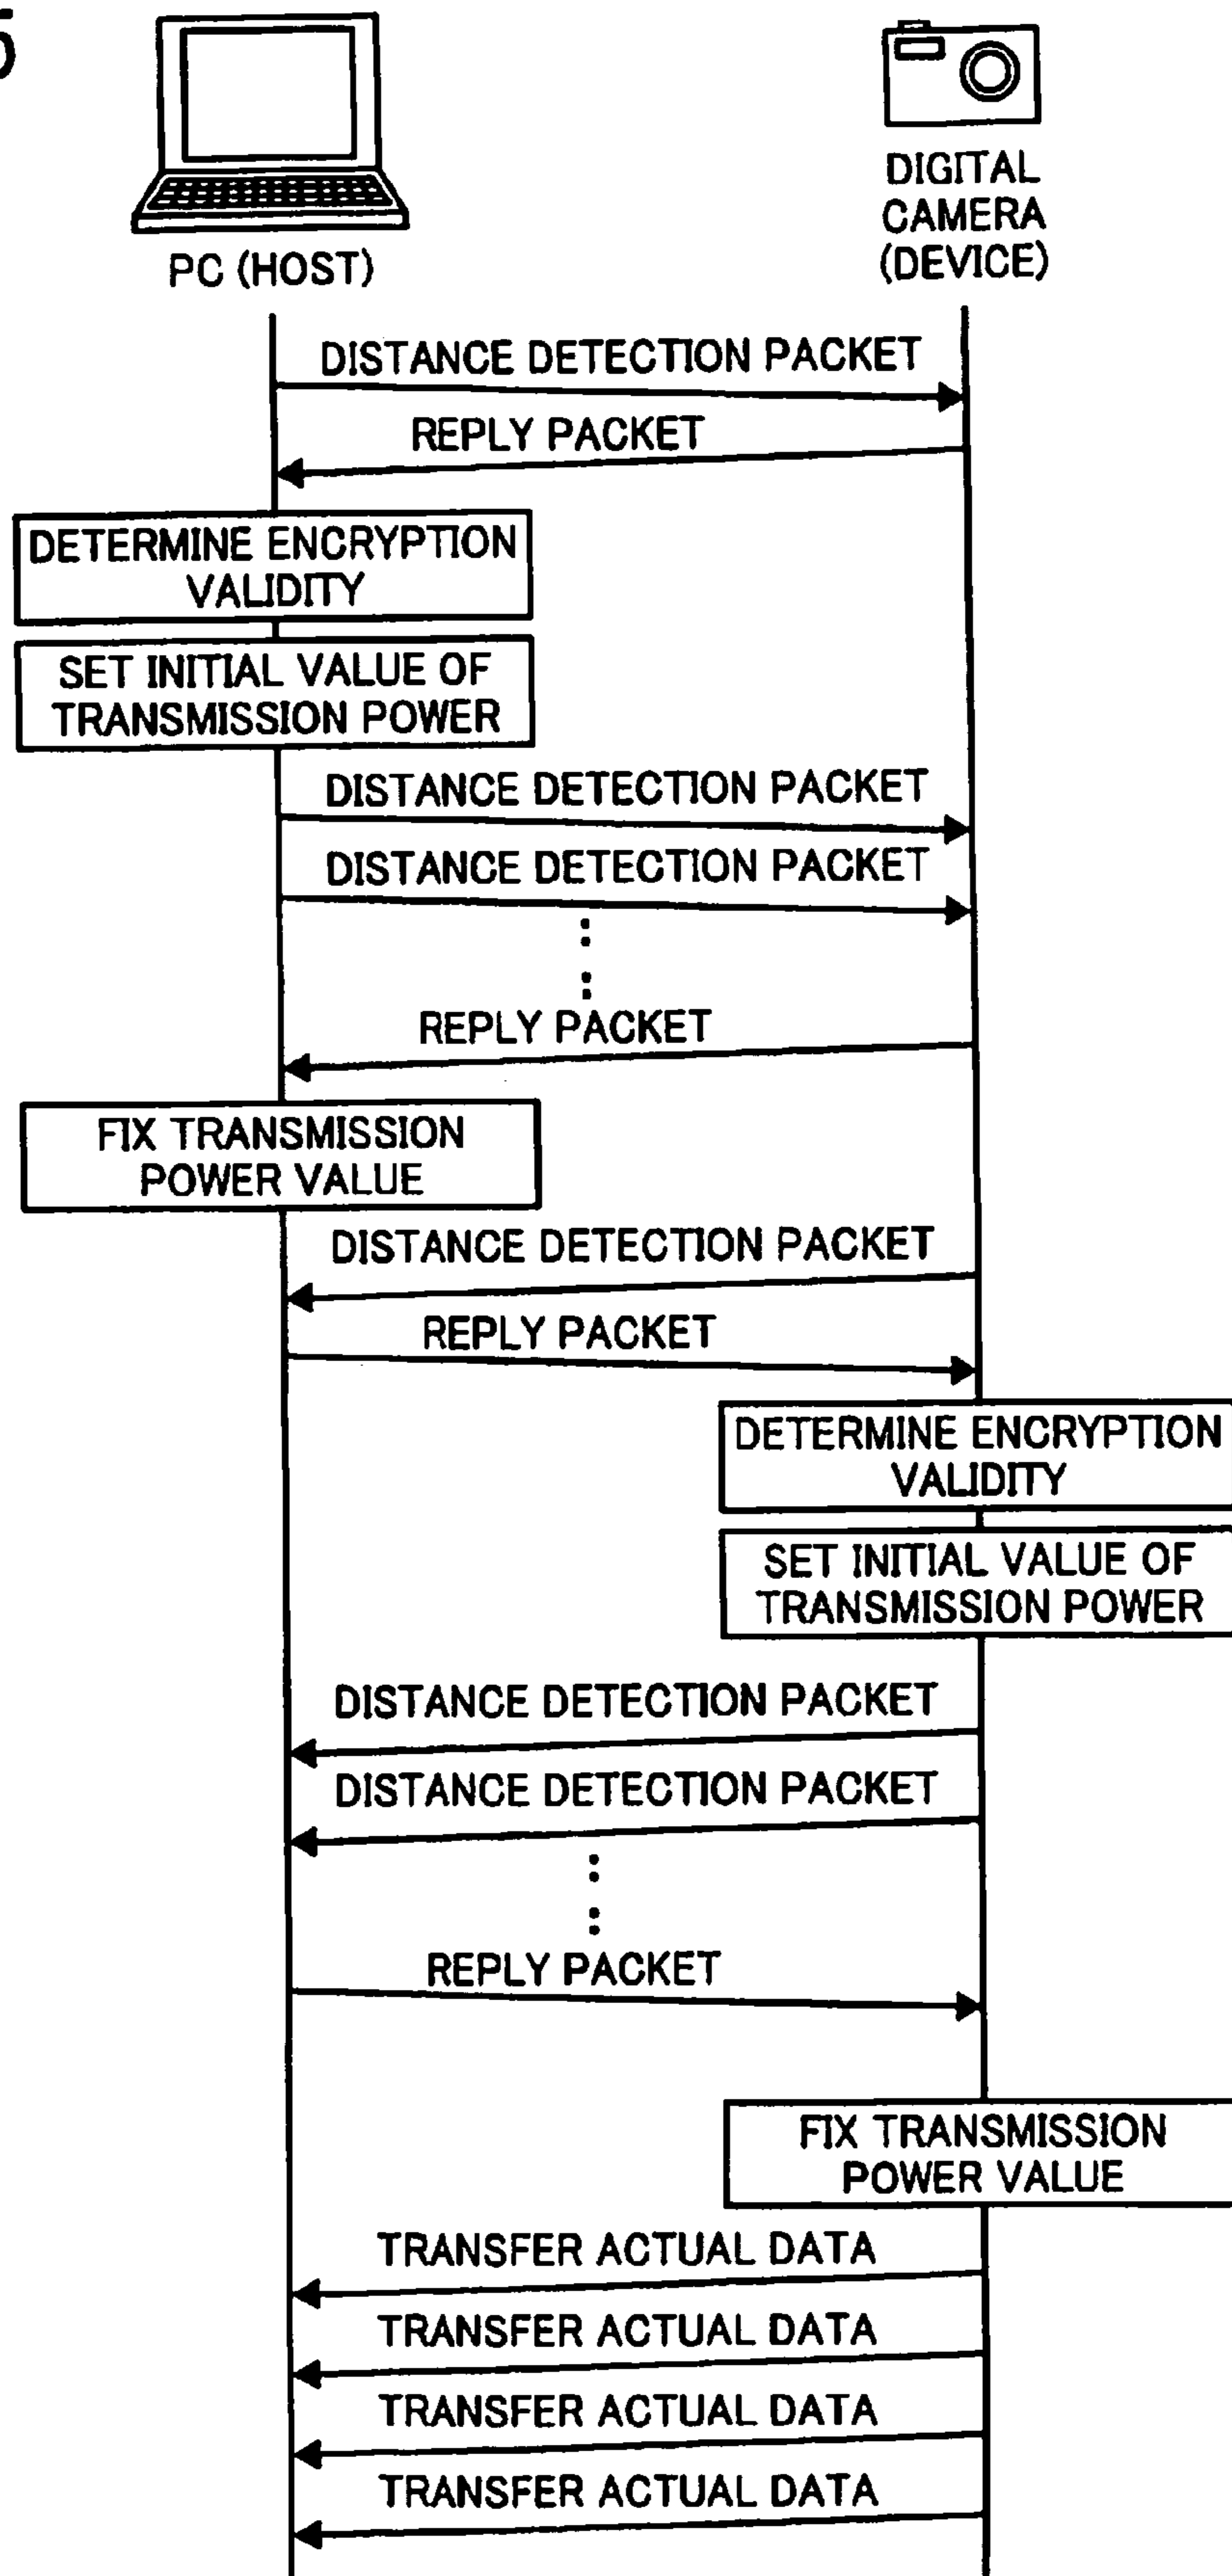 5
PC (HOST)
DIGITAL
CAMERA
(DEVICE)
DISTANCE DETECTION PACKET
REPLY PACKET
DETERMINE ENCRYPTION
VALIDITY
SET INITIAL VALUE OF
TRANSMISSION POWER
DISTANCE DETECTION PACKET
DISTANCE DETECTION PACKET
REPLY PACKET
FIX TRANSMISSION
POWER VALUE
DISTANCE DETECTION PACKET
REPLY PACKET
DETERMINE ENCRYPTION
VALIDITY
SET INITIAL VALUE OF
TRANSMISSION POWER
DISTANCE DETECTION PACKET
DISTANCE DETECTION PACKET
REPLY PACKET
FIX TRANSMISSION
POWER VALUE
TRANSFER ACTUAL DATA
TRANSFER ACTUAL DATA
TRANSFER ACTUAL DATA
TRANSFER ACTUAL DATA